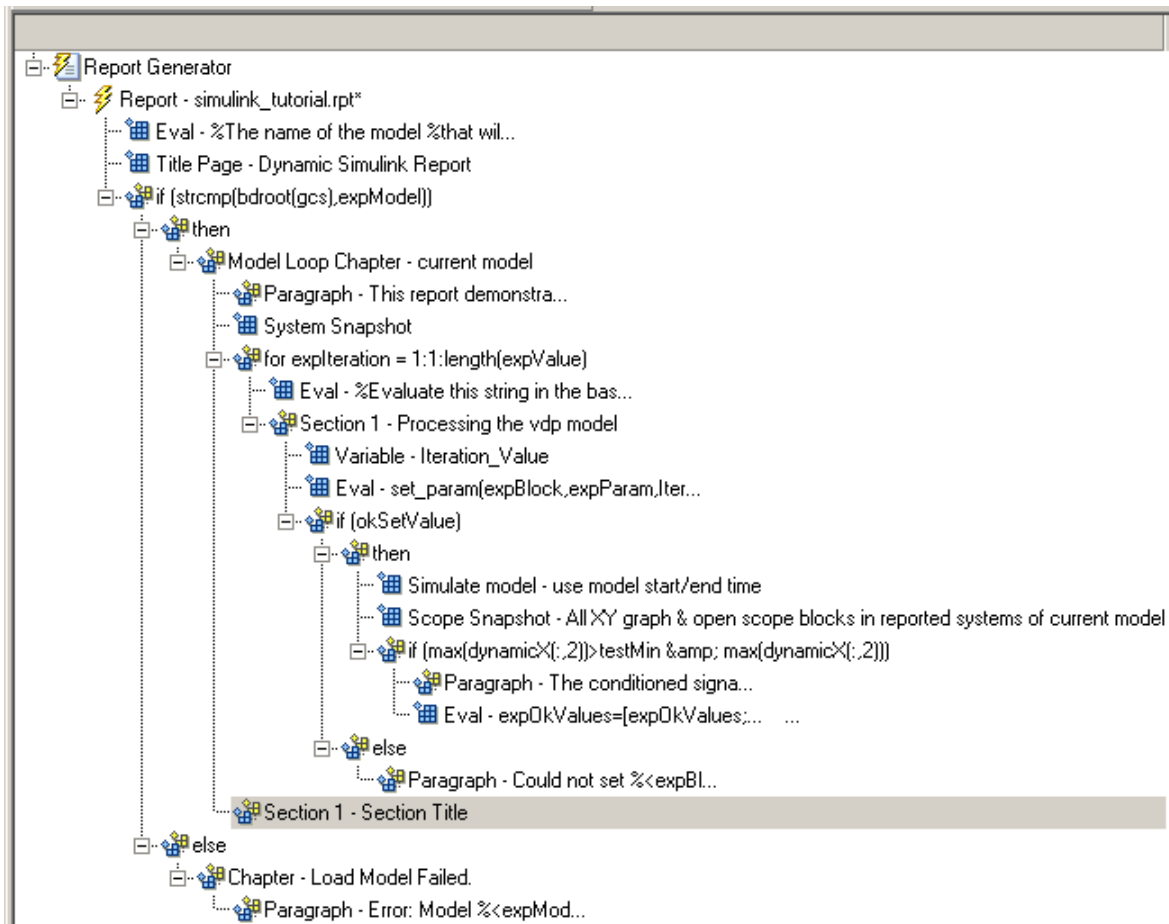 Report Generator
Report - simulink_tutorial.rpt*
Eval - %The name of the model %that wil...
Title Page - Dynamic Simulink Report
if (strcmp(bdroot(gcs),expModel))
then
Model Loop Chapter - current model
Paragraph - This report demonstra...
System Snapshot
for expIteration = 1:1:length(expValue)
Eval - %Evaluate this string in the bas...
Section 1 - Processing the vdp model
Variable - Iteration_Value
Eval - set_param(expBlock,expParam,Iter...
if (okSetValue)
then
Simulate model - use model start/end time
Scope Snapshot - All XY graph & open scope blocks in reported systems of current model
if (max(dynamicX(:,2))>testMin &amp; max(dynamicX(:,2)))
Paragraph - The conditioned signa...
Eval - expOkValues=[expOkValues;... ...
else
Paragraph - Could not set %<expBl...
Section 1 - Section Title
else
Chapter - Load Model Failed.
Paragraph - Error: Model %<expMod...